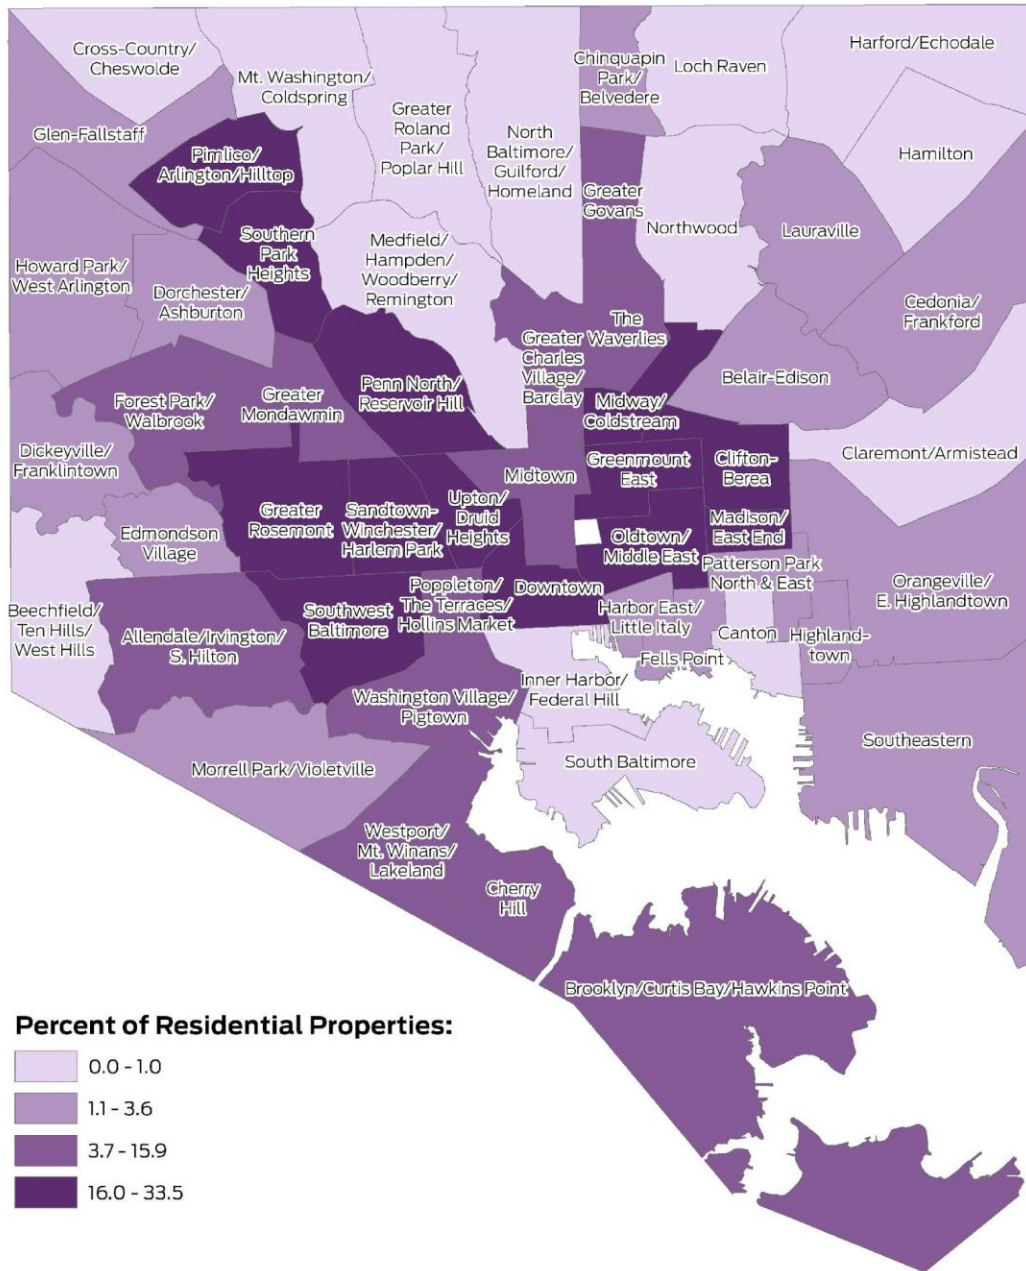 Cross-Country/
Cheswolde
Mt. Washington/
Coldspring
Greater
Roland
Park/
Poplar Hill
North
Baltimore/
Guilford/
Homeland
Chinquapin
Park/
Belvedere
Loch Raven
Harford/Echodale
Glen-Fallstaff
Pimlico/
Arlington/Hilltop
Hamilton
Greater
Govans
Northwood
Lauraville
Howard Park/
West Arlington
Southern
Park
Heights
Dorchester/
Ashburton
Medfield/
Hampden/
Woodberry/
Remington
Cedonia/
Frankford
The
Waverlies
Greater
Charles
Village/
Barclay
Belair-Edison
Forest Park/
Walbrook
Greater
Mondawmin
Penn North/
Reservoir Hill
Midway/
Coldstream
Dickeyville/
Franklintown
Midtown
Greenmount
East
Clifton-
Berea
Claremont/Armistead
Edmondson
Village
Greater
Rosemont
Sandtown-
Winchester/
Harlem Park
Upton/
Druid
Heights
Oldtown/
Middle East
Madison/
East End
Patterson Park
North & East
Orangeville/
E. Highlandtown
Beechfield/
Ten Hills/
West Hills
Allendale/Irvington/
S. Hilton
Southwest
Baltimore
Poppleton/
The Terraces/
Hollins Market
Downtown
Harbor East/
Little Italy
Canton
Highland-
town
Fells Point
Washington Village/
Pigtown
Inner Harbor/
Federal Hill
Southeastern
Morrell Park/Violetville
South Baltimore
Westport/
Mt. Winans/
Lakeland
Cherry
Hill
Brooklyn/Curtis Bay/Hawkins Point
Percent of Residential Properties:
0.0 - 1.0
1.1 - 3.6
3.7 - 15.9
16.0 - 33.5